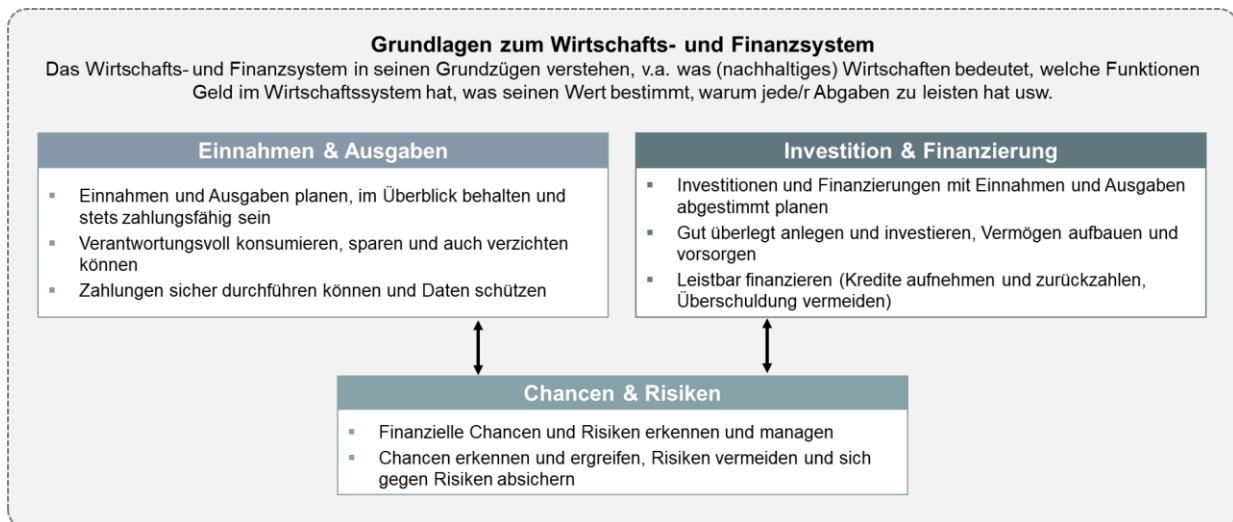 Grundlagen zum Wirtschafts- und Finanzsystem
Das Wirtschafts- und Finanzsystem in seinen Grundzügen verstehen, v.a. was (nachhaltiges) Wirtschaften bedeutet, welche Funktionen
Geld im Wirtschaftssystem hat, was seinen Wert bestimmt, warum jede/r Abgaben zu leisten hat usw.
Einnahmen & Ausgaben
▪ Einnahmen und Ausgaben planen, im Überblick behalten und
stets zahlungsfähig sein
▪ Verantwortungsvoll konsumieren, sparen und auch verzichten
können
▪ Zahlungen sicher durchführen können und Daten schützen
Investition & Finanzierung
▪ Investitionen und Finanzierungen mit Einnahmen und Ausgaben
abgestimmt planen
▪ Gut überlegt anlegen und investieren, Vermögen aufbauen und
vorsorgen
▪ Leistbar finanzieren (Kredite aufnehmen und zurückzahlen,
Überschuldung vermeiden)
Chancen & Risiken
▪ Finanzielle Chancen und Risiken erkennen und managen
▪ Chancen erkennen und ergreifen, Risiken vermeiden und sich
gegen Risiken absichern